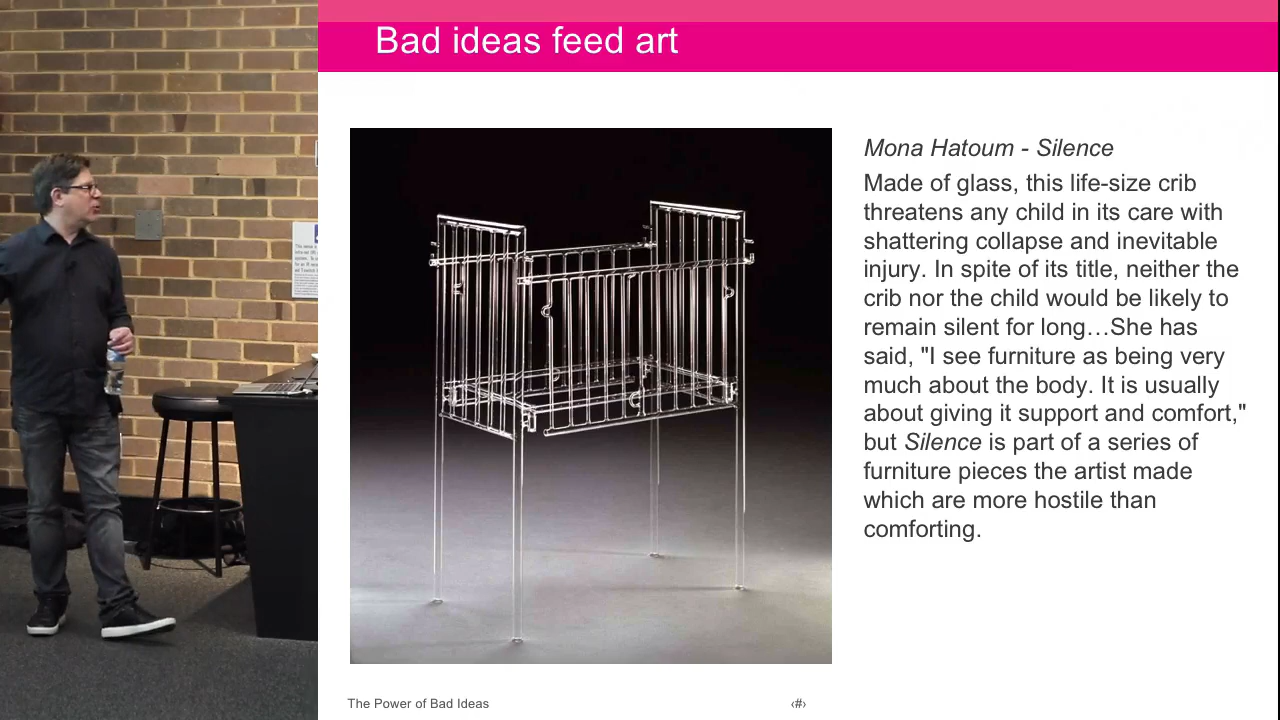 Bad ideas feed art
Mona Hatoum - Silence
Made of glass, this life-size crib
threatens any child in its care with
shattering collapse and inevitable
injury. In spite of its title, neither the
crib nor the child would be likely to
remain silent for long…She has
said, "I see furniture as being very
much about the body. It is usually
about giving it support and comfort,"
but Silence is part of a series of
furniture pieces the artist made
which are more hostile than
comforting.
The Power of Bad Ideas
‹#›